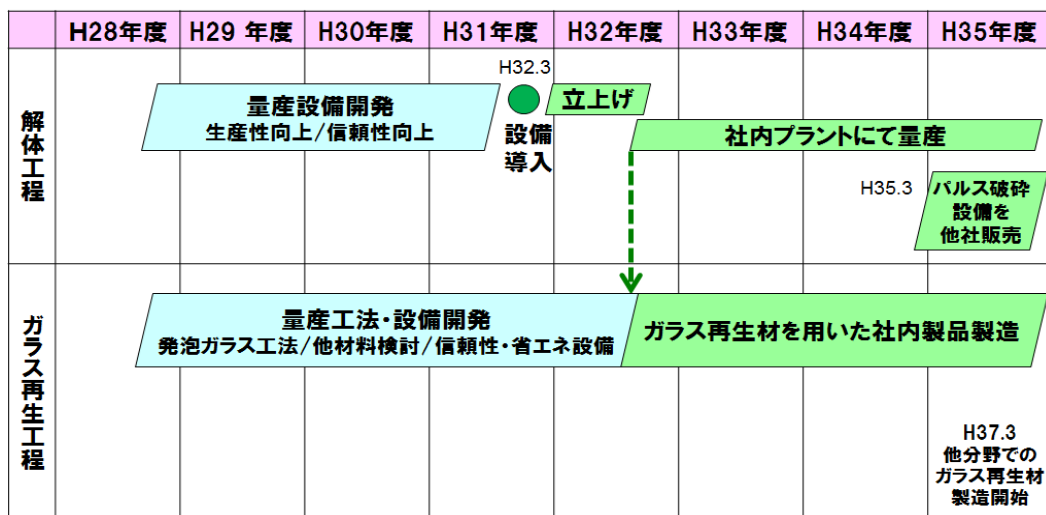 H28年度
H29 年度
H30年度
H31年度
H32年度
H33年度
H34年度
H35年度
解体工程
量産設備開発
生産性向上/信頼性向上
H32.3
設備
導入
立上げ
社内プラントにて量産
H35.3
パルス破砕
設備を
他社販売
ガラス再生工程
量産工法・設備開発
発泡ガラス工法/他材料検討/信頼性・省エネ設備
ガラス再生材を用いた社内製品製造
H37.3
他分野での
ガラス再生材
製造開始